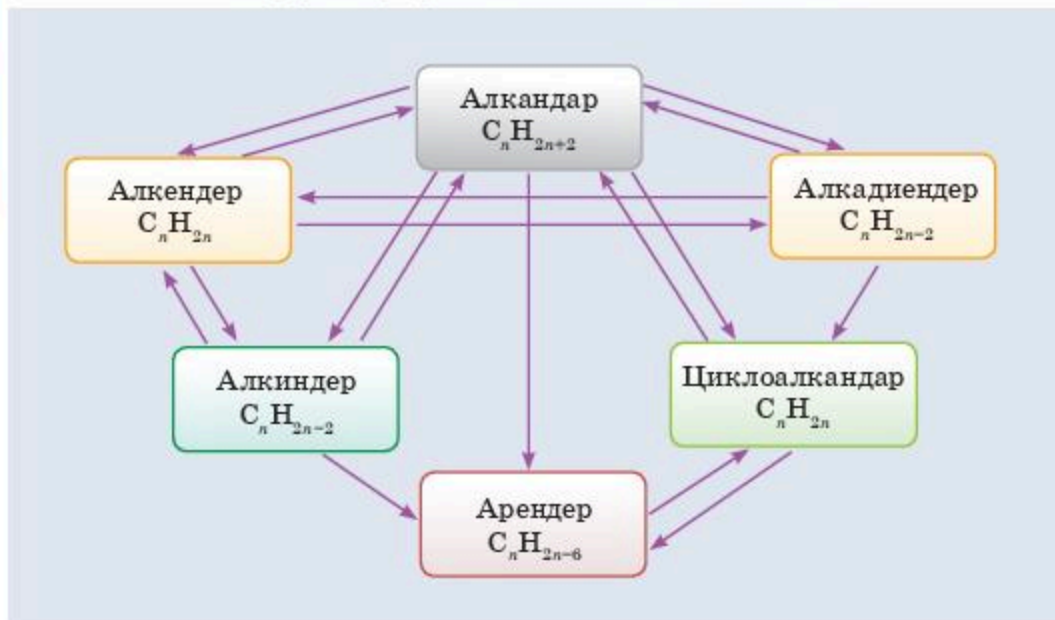 Алкандар
CₙH₂ₙ₊₂
Алкендер
CₙH₂ₙ
Алкадиендер
CₙH₂ₙ₋₂
Алкиндер
CₙH₂ₙ₋₂
Циклоалкандар
CₙH₂ₙ
Арендер
CₙH₂ₙ₋₆